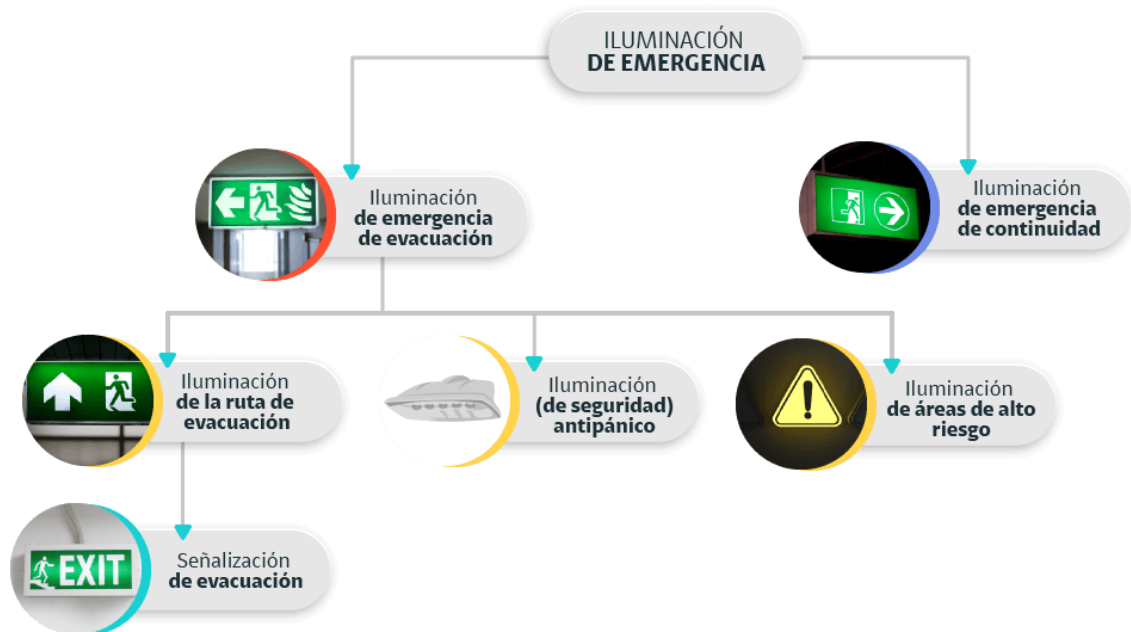 ILUMINACIÓN
DE EMERGENCIA
Iluminación
de emergencia
de evacuación
Iluminación
de emergencia
de continuidad
Iluminación
de la ruta de
evacuación
Iluminación
(de seguridad)
antipánico
Iluminación
de áreas de alto
riesgo
EXIT
Señalización
de evacuación